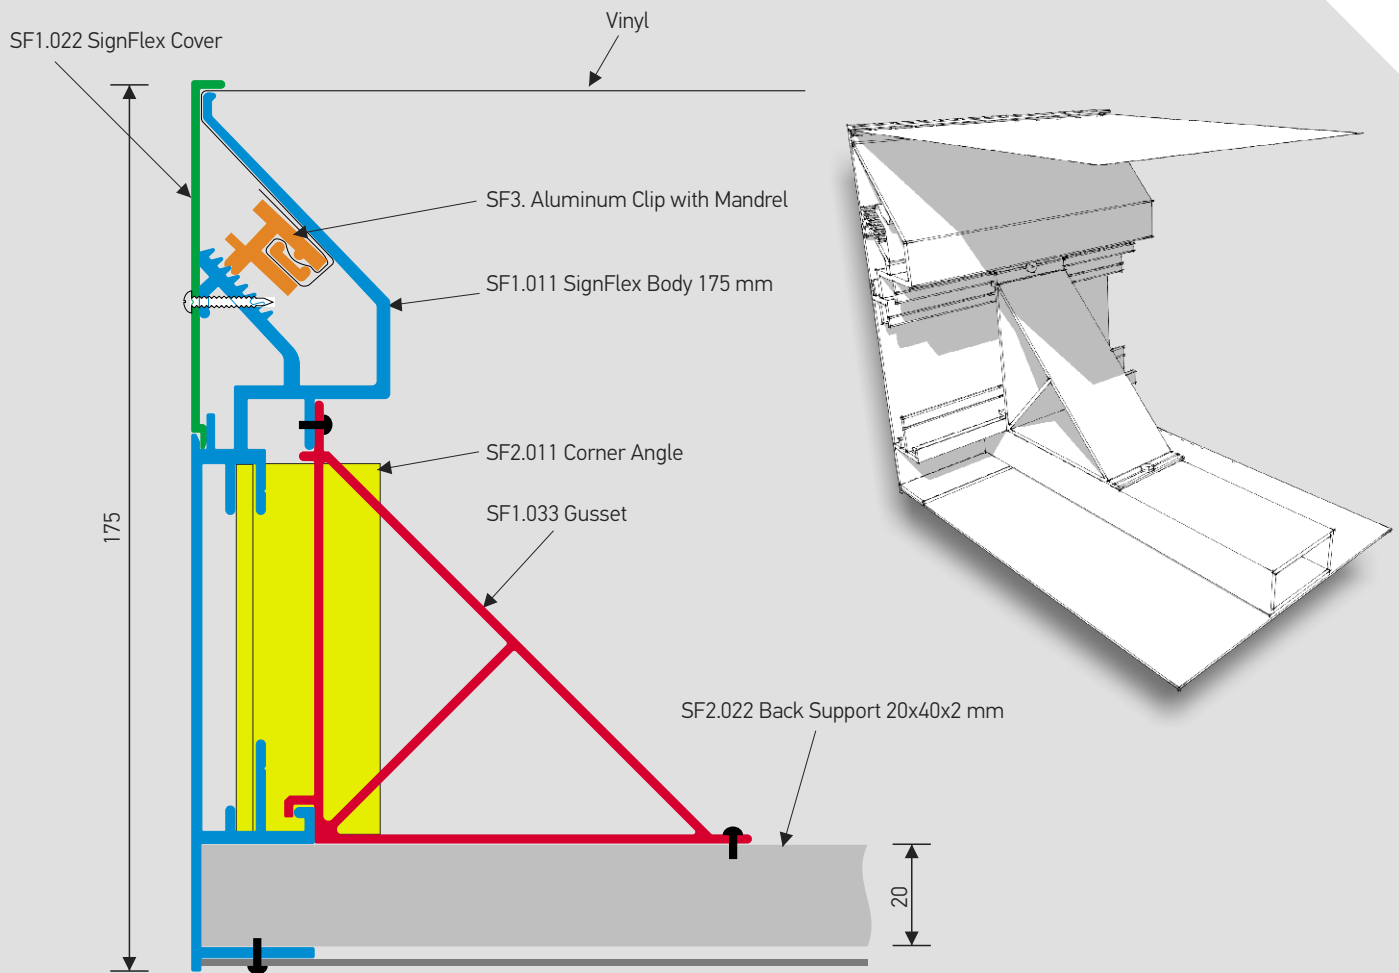 Vinyl
SF1.022 SignFlex Cover
SF3. Aluminum Clip with Mandrel
SF1.011 SignFlex Body 175 mm
SF2.011 Corner Angle
SF1.033 Gusset
175
SF2.022 Back Support 20x40x2 mm
20